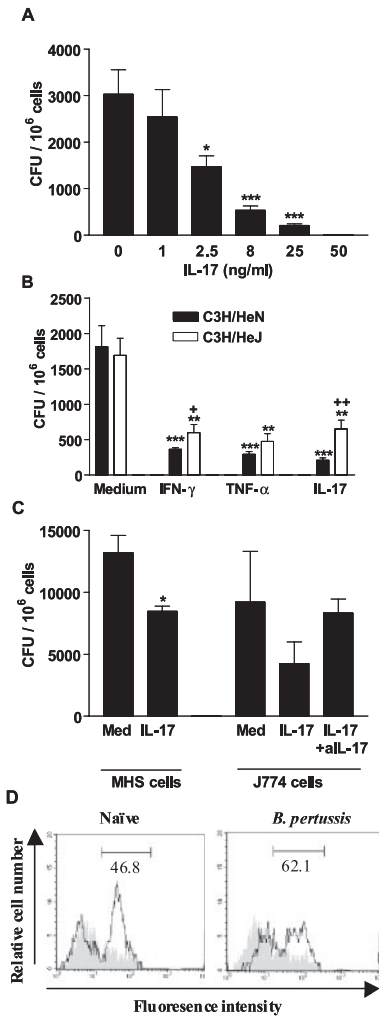 A
CFU / 10⁶ cells
4000
3000
2000
1000
0
*
***
***
0 1 2.5 8 25 50
IL-17 (ng/ml)
B
CFU / 10⁶ cells
2000
1500
1000
500
0
C3H/HeN
C3H/HeJ
***
+
**
***
**
***
++
**
Medium IFN-γ TNF-α IL-17
C
CFU / 10⁶ cells
15000
10000
5000
0
*
Med IL-17 Med IL-17 IL-17
+aIL-17
MHS cells J774 cells
D
Naïve B. pertussis
Relative cell number
46.8
62.1
Fluoresence intensity